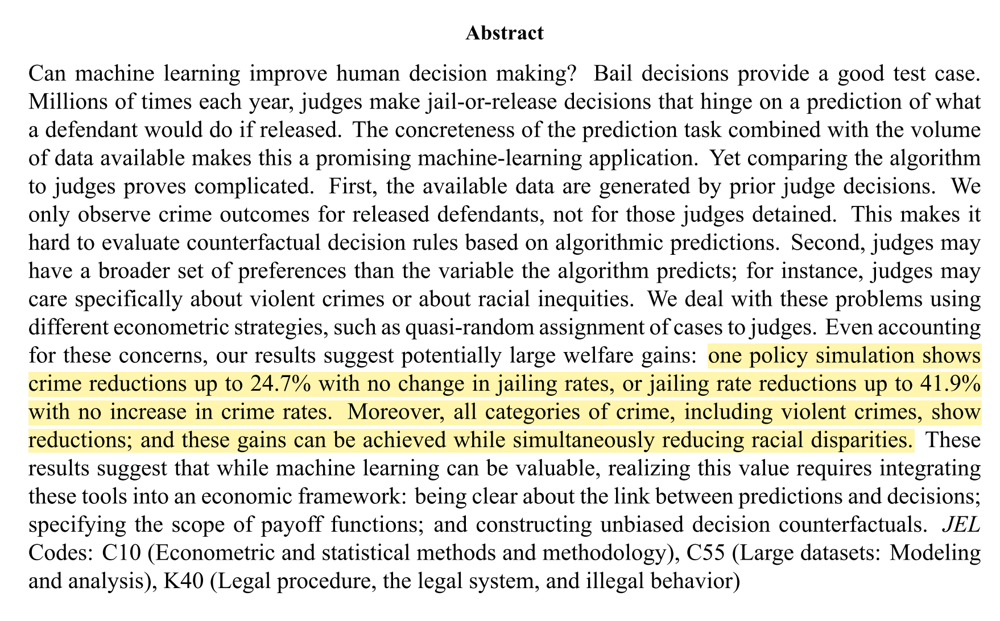 Abstract
Can machine learning improve human decision making? Bail decisions provide a good test case.
Millions of times each year, judges make jail-or-release decisions that hinge on a prediction of what
a defendant would do if released. The concreteness of the prediction task combined with the volume
of data available makes this a promising machine-learning application. Yet comparing the algorithm
to judges proves complicated. First, the available data are generated by prior judge decisions. We
only observe crime outcomes for released defendants, not for those judges detained. This makes it
hard to evaluate counterfactual decision rules based on algorithmic predictions. Second, judges may
have a broader set of preferences than the variable the algorithm predicts; for instance, judges may
care specifically about violent crimes or about racial inequities. We deal with these problems using
different econometric strategies, such as quasi-random assignment of cases to judges. Even accounting
for these concerns, our results suggest potentially large welfare gains: one policy simulation shows
crime reductions up to 24.7% with no change in jailing rates, or jailing rate reductions up to 41.9%
with no increase in crime rates. Moreover, all categories of crime, including violent crimes, show
reductions; and these gains can be achieved while simultaneously reducing racial disparities. These
results suggest that while machine learning can be valuable, realizing this value requires integrating
these tools into an economic framework: being clear about the link between predictions and decisions;
specifying the scope of payoff functions; and constructing unbiased decision counterfactuals. JEL
Codes: C10 (Econometric and statistical methods and methodology), C55 (Large datasets: Modeling
and analysis), K40 (Legal procedure, the legal system, and illegal behavior)